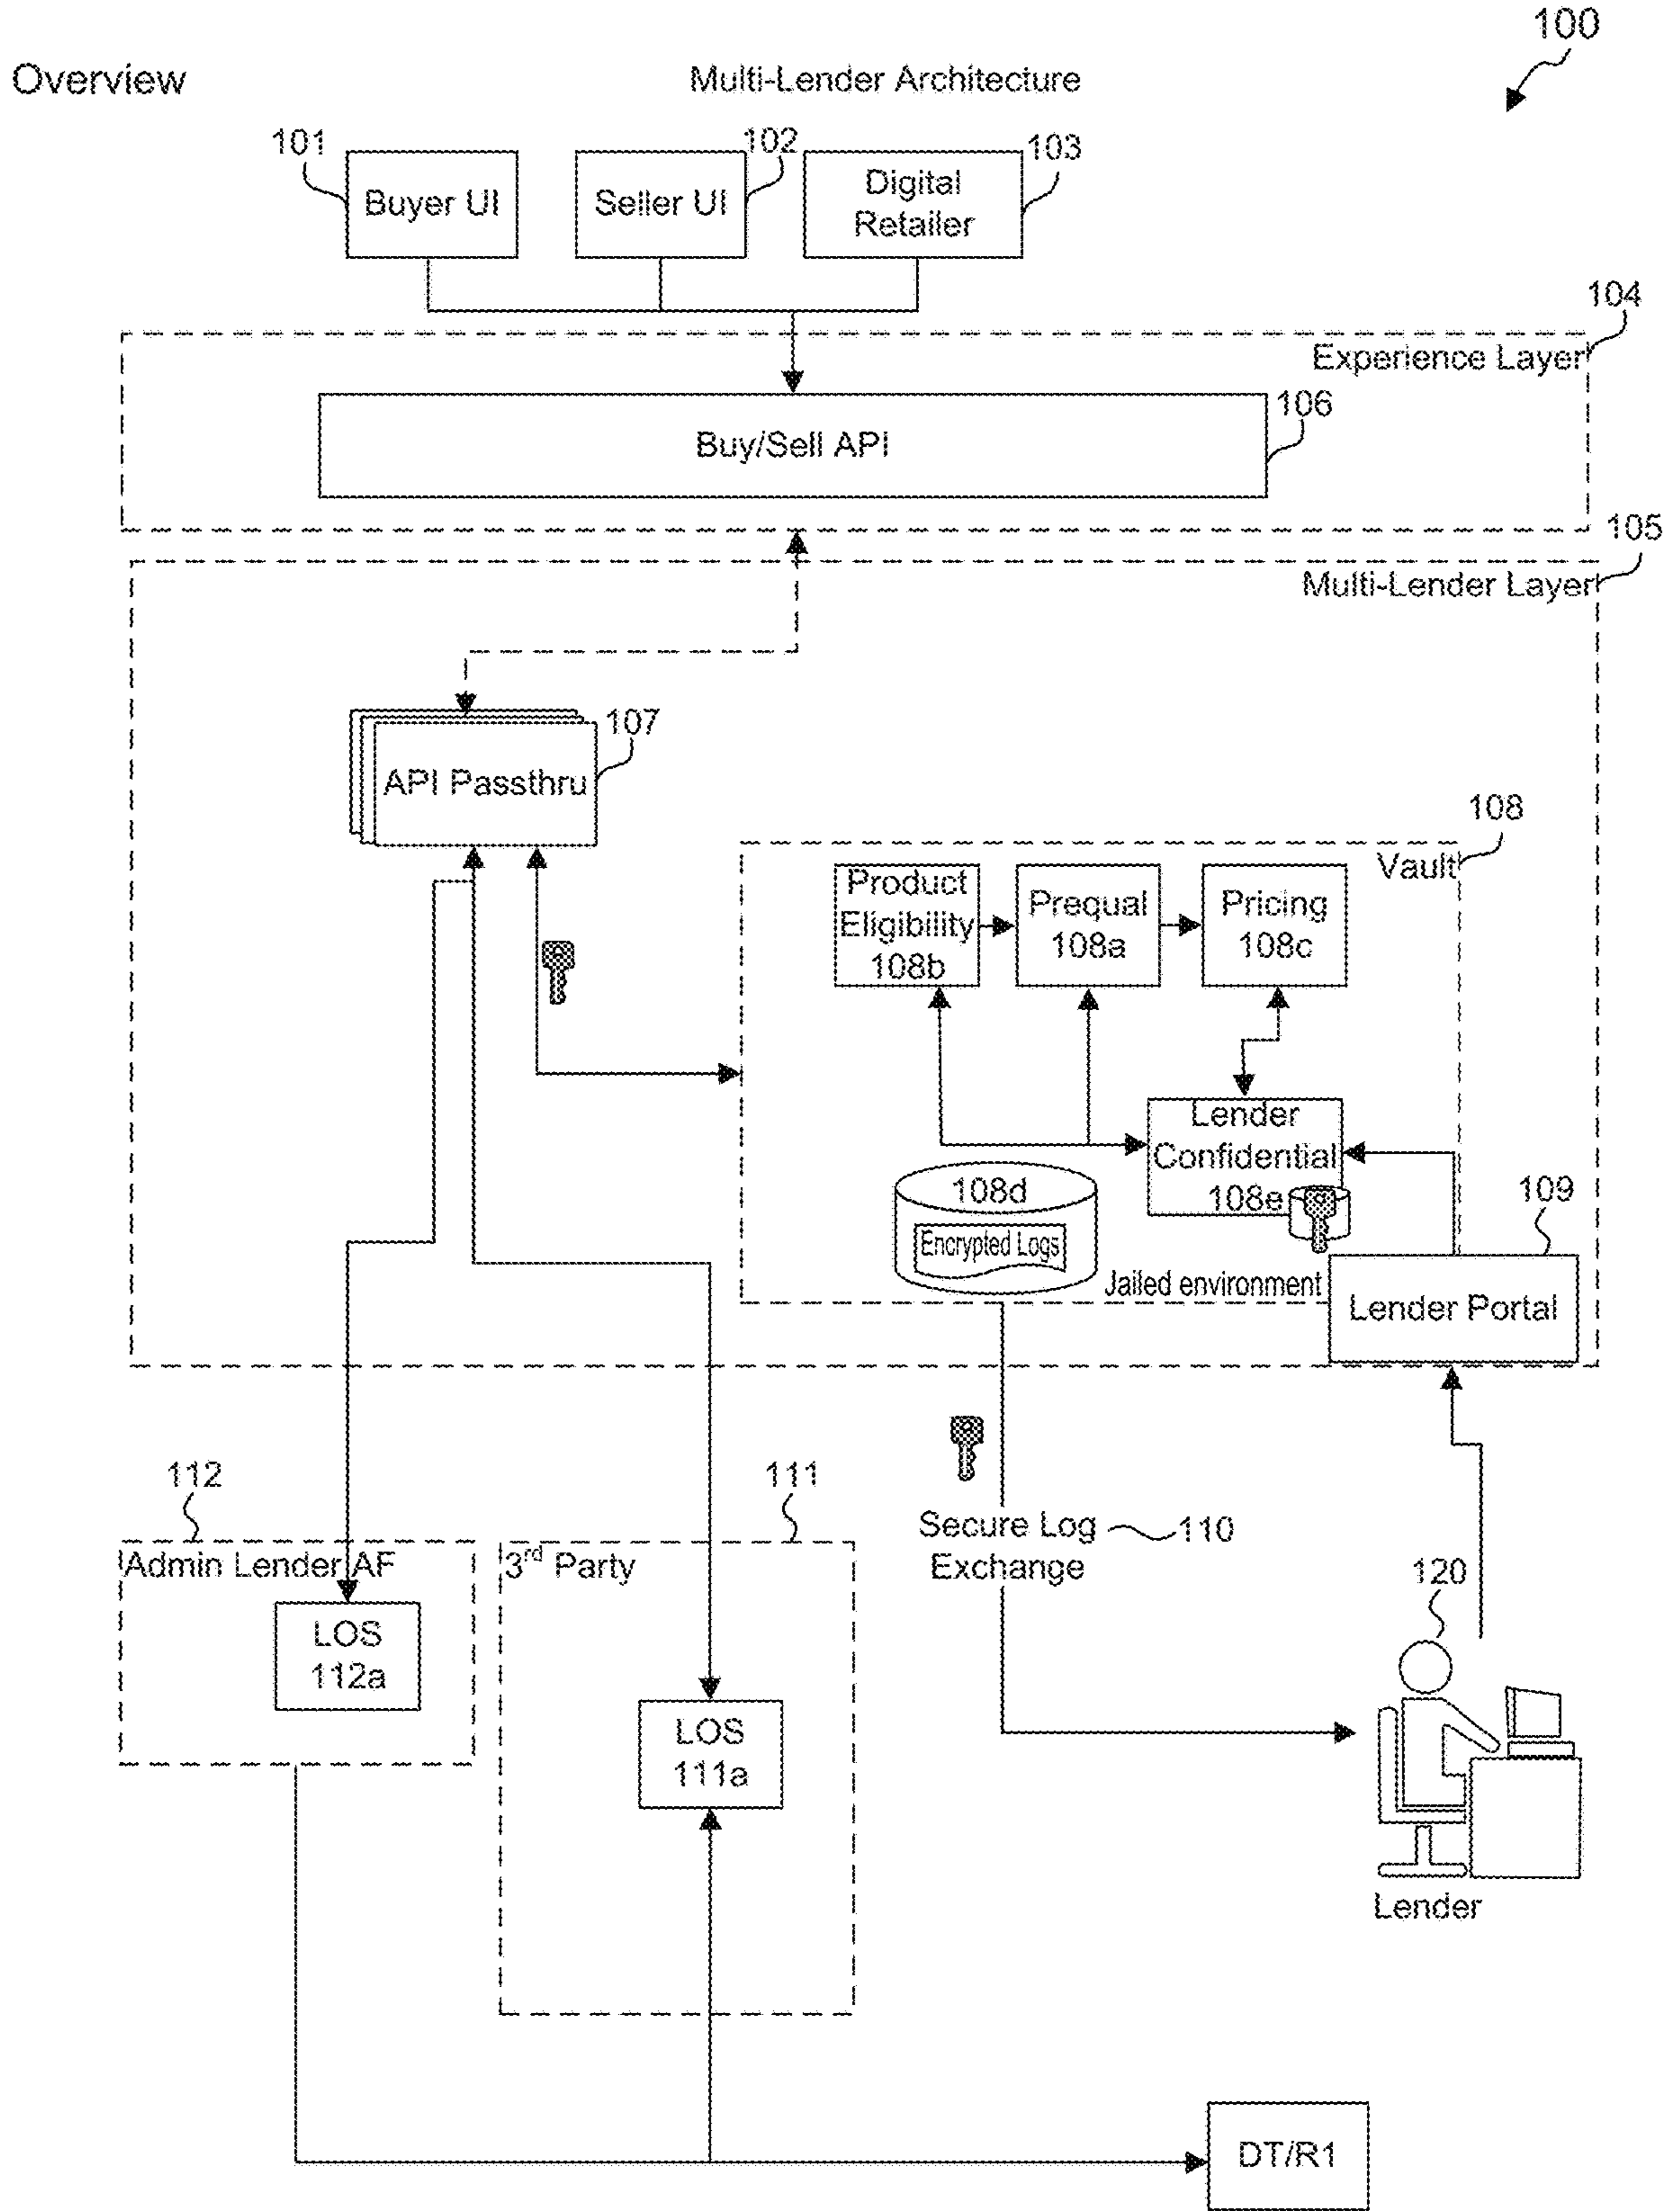 100
Overview
Multi-Lender Architecture
101
Buyer UI
102
Seller UI
103
Digital
Retailer
104
Experience Layer
106
Buy/Sell API
105
Multi-Lender Layer
107
API Passthru
108
Vault
Product
Eligibility
108b
Prequal
108a
Pricing
108c
Lender
Confidential
108e
108d
Encrypted Logs
Jailed environment
109
Lender Portal
112
Admin Lender AF
LOS
112a
111
3rd Party
LOS
111a
Secure Log
Exchange
110
120
Lender
DT/R1